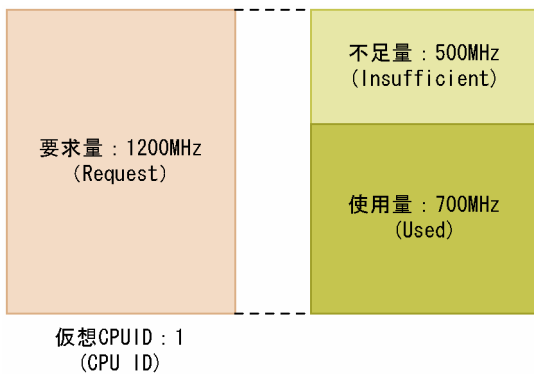 要求量：1200MHz
(Request)
不足量：500MHz
(Insufficient)
使用量：700MHz
(Used)
仮想CPUID：1
(CPU ID)